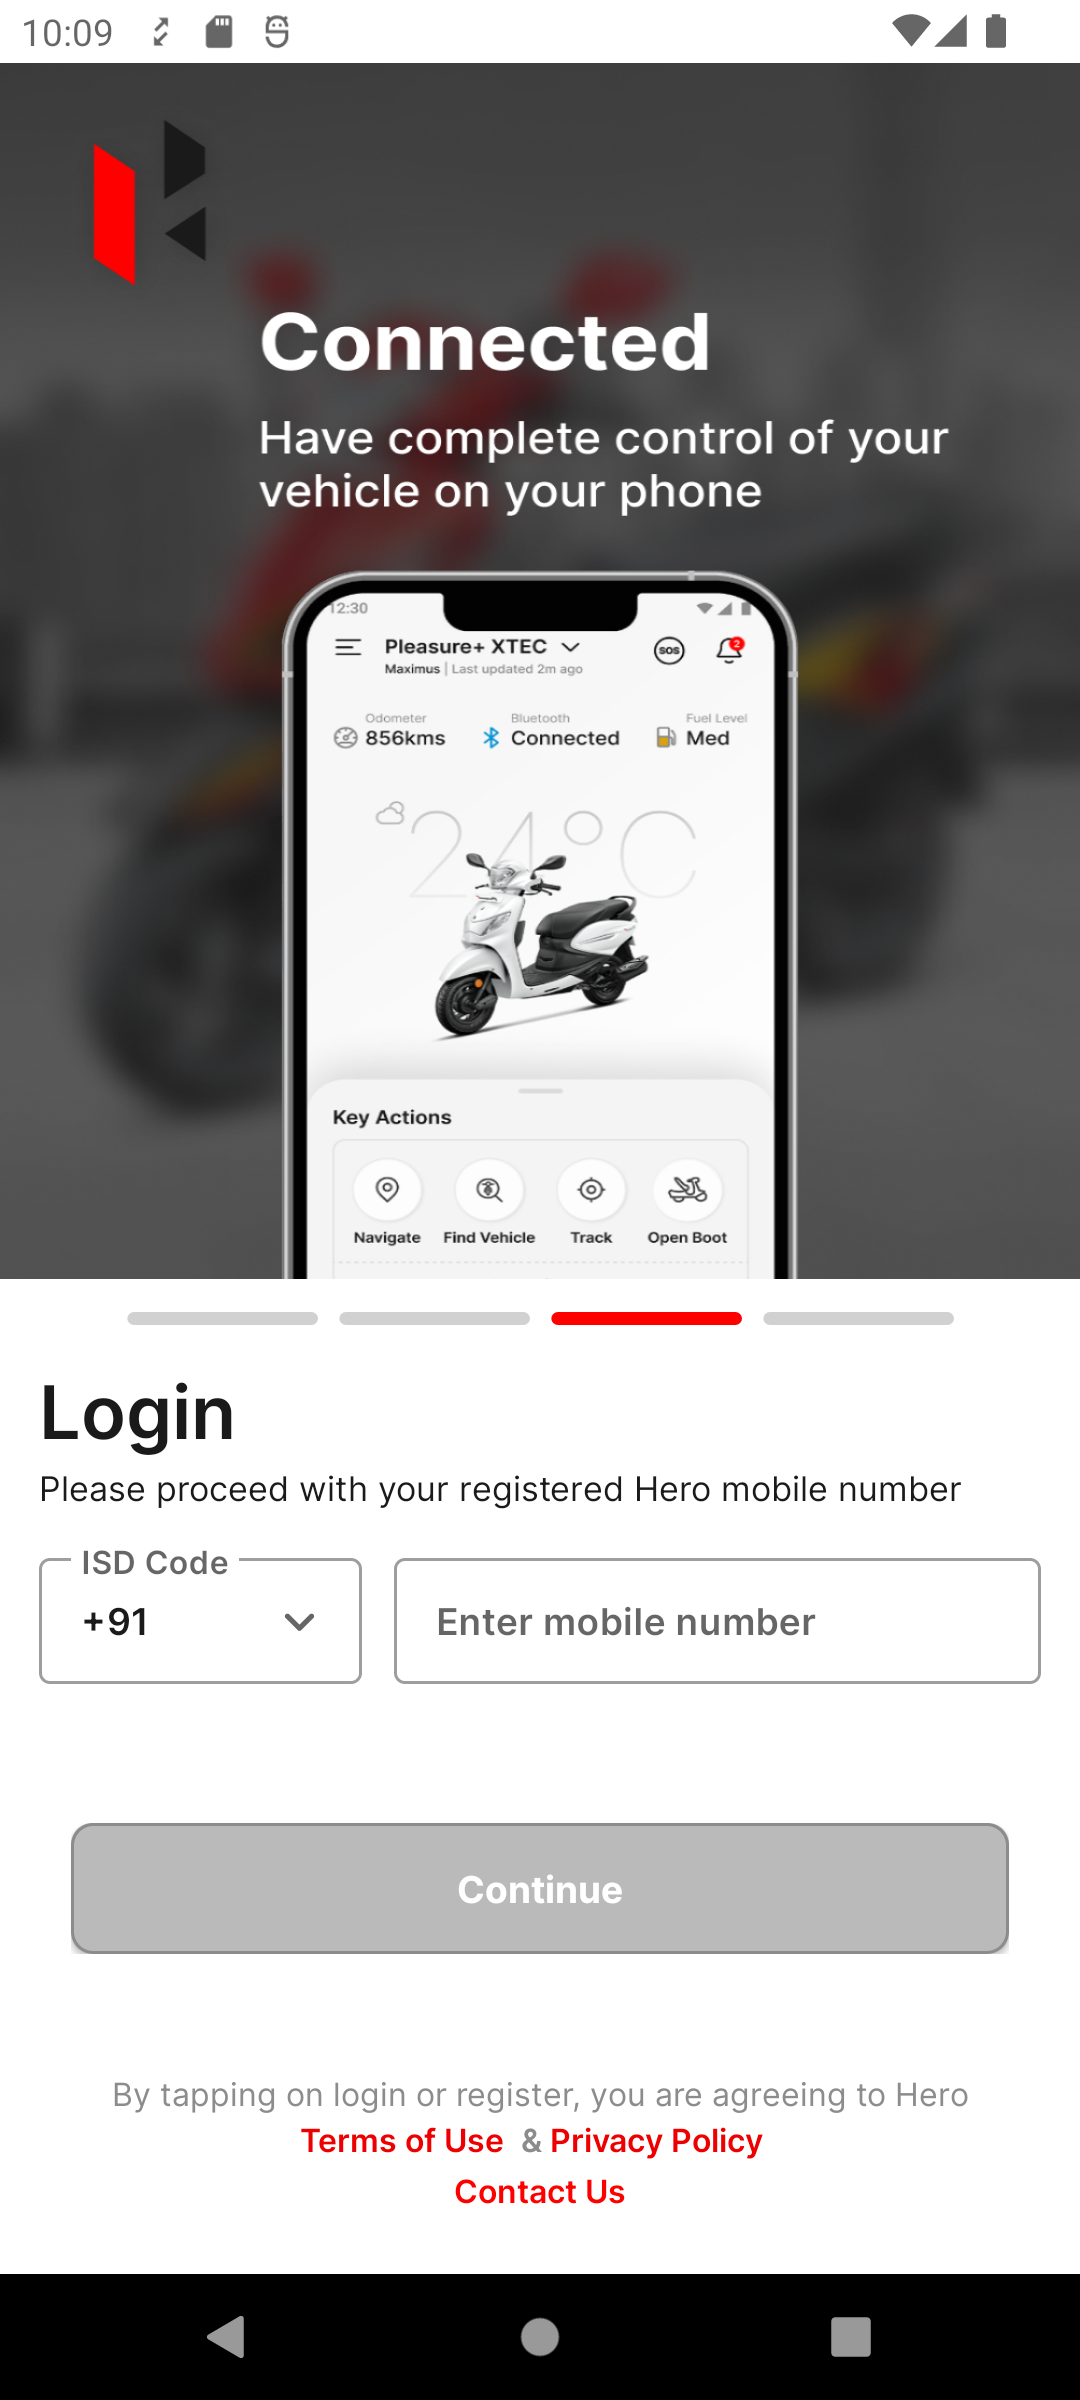 10:09
Connected
Have complete control of your
vehicle on your phone
12:30
Pleasure+ XTEC
Maximus | Last updated 2m ago
SOS
2
Odometer
856kms
Bluetooth
Connected
Fuel Level
Med
24°C
Key Actions
Navigate
Find Vehicle
Track
Open Boot
Login
Please proceed with your registered Hero mobile number
ISD Code
+91
Enter mobile number
Continue
By tapping on login or register, you are agreeing to Hero
Terms of Use & Privacy Policy
Contact Us